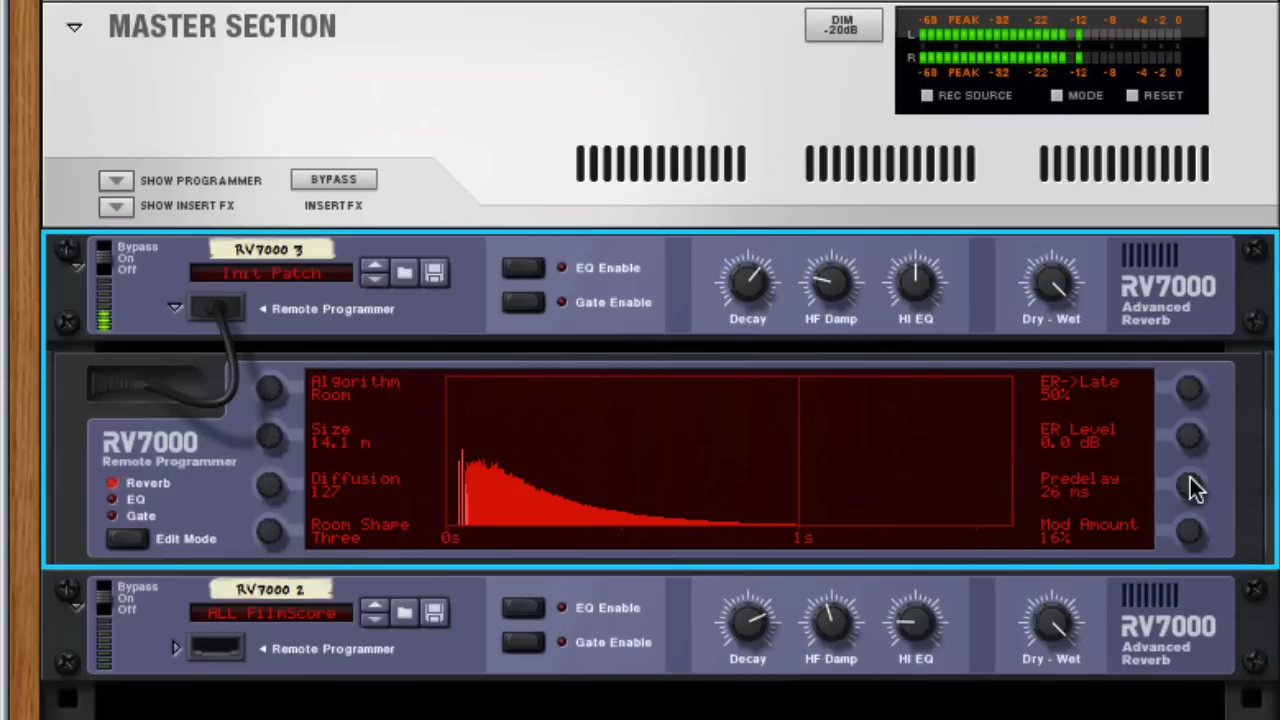 MASTER SECTION
DIM
-20dB
-68 PEAK -32 -22 -12 -8 -4 -2 0
L
R
-68 PEAK -32 -22 -12 -8 -4 -2 0
REC SOURCE MODE RESET
SHOW PROGRAMMER BYPASS
SHOW INSERT FX INSERT FX
Bypass
On
Off
RV7000 3
Init Patch
Remote Programmer
EQ Enable
Gate Enable
Decay HF Damp HI EQ Dry - Wet
RV7000
Advanced
Reverb
Algorithm
Room
Size
14.1 m
Diffusion
127
Room Shape
Three
0s 1s
ER->Late
50%
ER Level
0.0 dB
Predelay
26 ms
Mod Amount
16%
RV7000
Remote Programmer
Reverb
EQ
Gate
Edit Mode
Bypass
On
Off
RV7000 2
ALL FilmScore
Remote Programmer
EQ Enable
Gate Enable
Decay HF Damp HI EQ Dry - Wet
RV7000
Advanced
Reverb